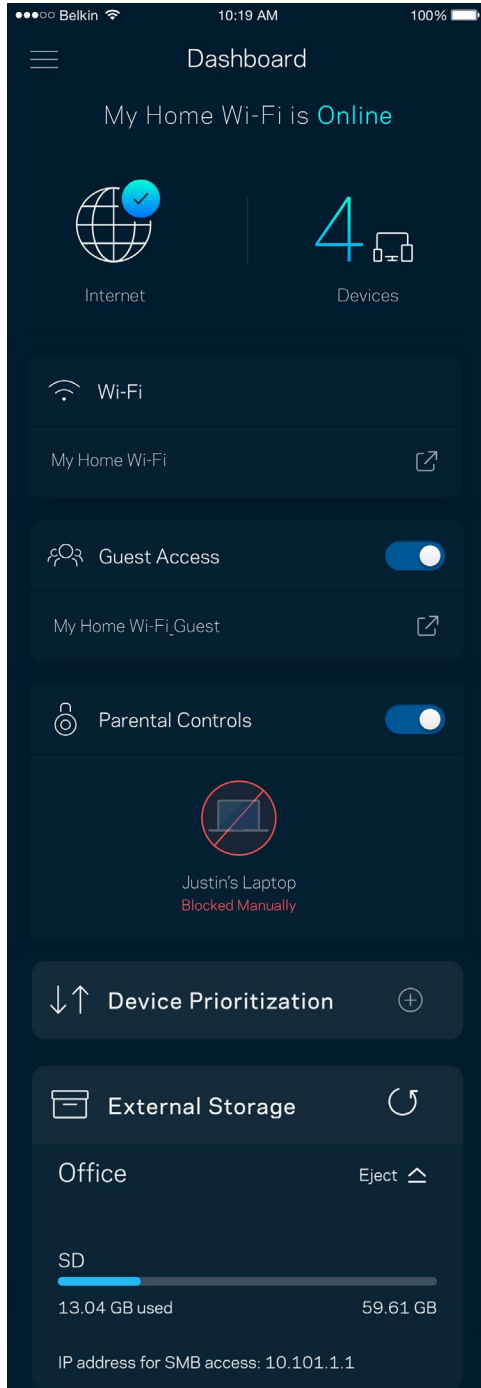 Belkin 10:19 AM 100%
Dashboard
My Home Wi-Fi is Online
4
Internet Devices
Wi-Fi
My Home Wi-Fi
Guest Access
My Home Wi-Fi_Guest
Parental Controls
Justin's Laptop
Blocked Manually
Device Prioritization
External Storage
Office Eject
SD
13.04 GB used 59.61 GB
IP address for SMB access: 10.101.1.1